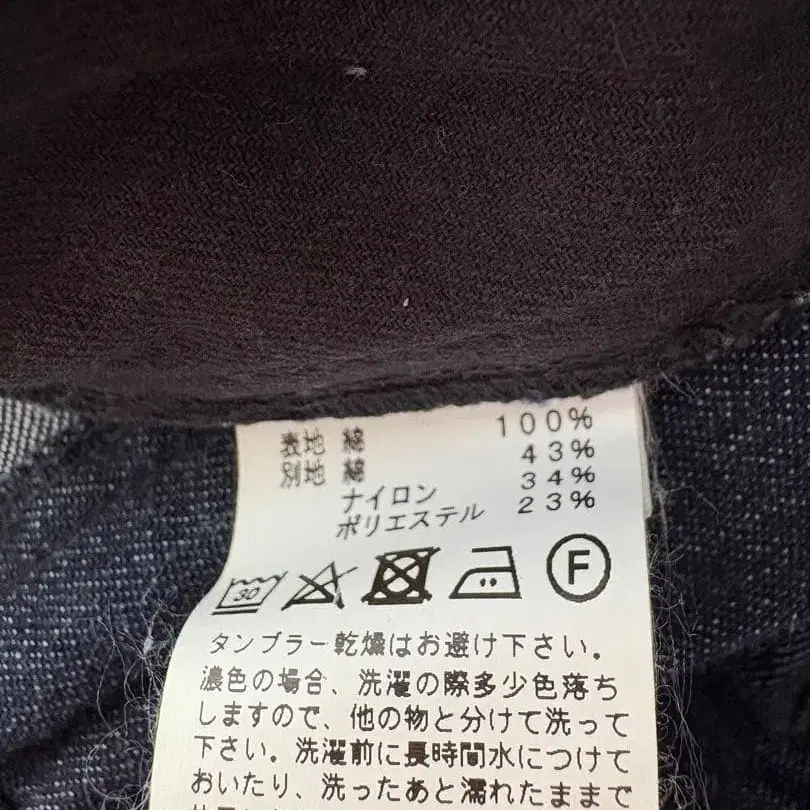 表地 綿 100%
別地 綿 43%
ナイロン 34%
ポリエステル 23%
30
F
タンブラー乾燥はお避け下さい。
濃色の場合、洗濯の際多少色落ち
しますので、他の物と分けて洗って
下さい。洗濯前に長時間水につけて
おいたり、洗ったあと濡れたままで